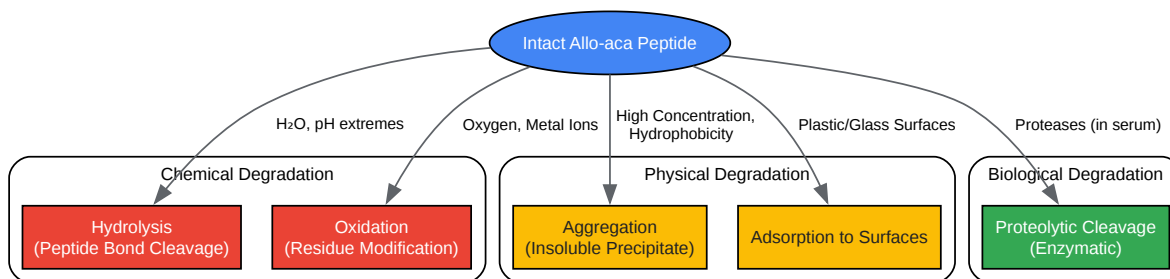 Intact Allo-aca Peptide
H₂O, pH extremes
Oxygen, Metal Ions
High Concentration,
Hydrophobicity
Plastic/Glass Surfaces
Proteases (in serum)
Chemical Degradation
Physical Degradation
Biological Degradation
Hydrolysis
(Peptide Bond Cleavage)
Oxidation
(Residue Modification)
Aggregation
(Insoluble Precipitate)
Adsorption to Surfaces
Proteolytic Cleavage
(Enzymatic)